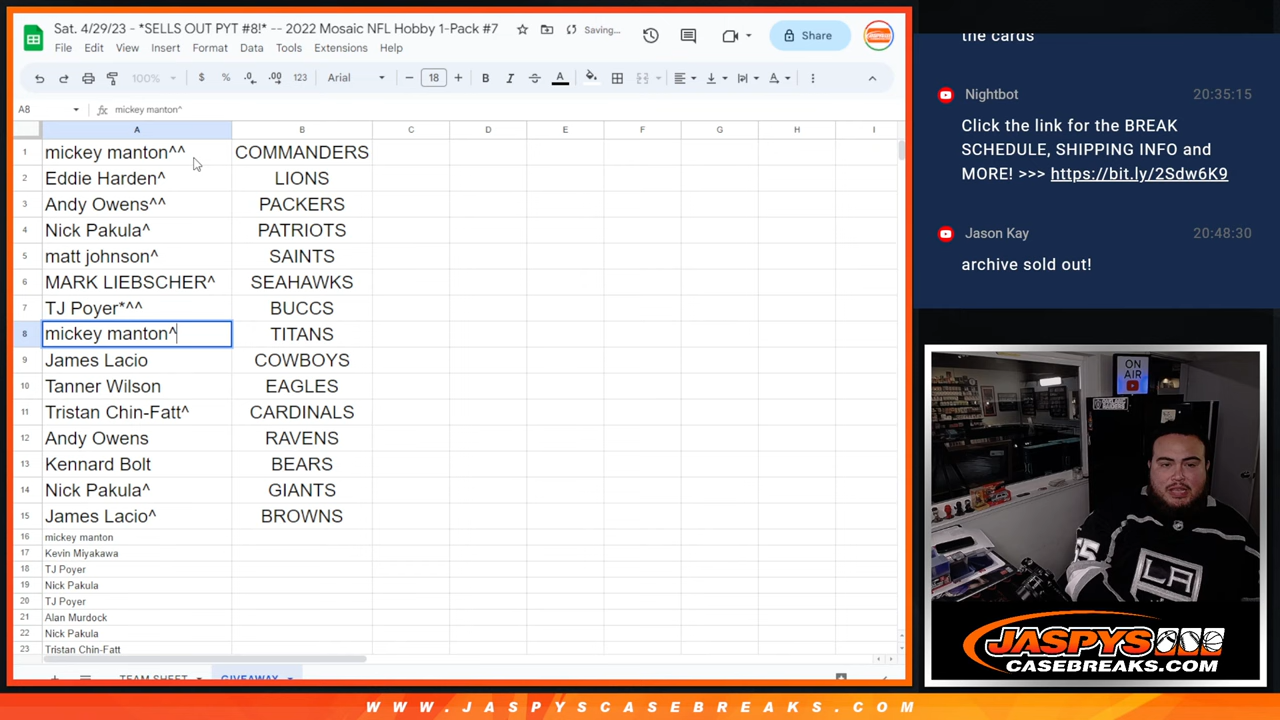 Sat. 4/29/23 - *SELLS OUT PYT #8!* -- 2022 Mosaic NFL Hobby 1-Pack #7
Saving...
Share
File Edit View Insert Format Data Tools Extensions Help
100% $ % .0 .00 123 Arial 18 B I A
A8 fx mickey manton^
A B C D E F G H I
1 mickey manton^^ COMMANDERS
2 Eddie Harden^ LIONS
3 Andy Owens^^ PACKERS
4 Nick Pakula^ PATRIOTS
5 matt johnson^ SAINTS
6 MARK LIEBSCHER^ SEAHAWKS
7 TJ Poyer*^^ BUCCS
8 mickey manton^ TITANS
9 James Lacio COWBOYS
10 Tanner Wilson EAGLES
11 Tristan Chin-Fatt^ CARDINALS
12 Andy Owens RAVENS
13 Kennard Bolt BEARS
14 Nick Pakula^ GIANTS
15 James Lacio^ BROWNS
16 mickey manton
17 Kevin Miyakawa
18 TJ Poyer
19 Nick Pakula
20 TJ Poyer
21 Alan Murdock
22 Nick Pakula
23 Tristan Chin-Fatt
TEAM SHEET GIVEAWAY
the cards
Nightbot 20:35:15
Click the link for the BREAK
SCHEDULE, SHIPPING INFO and
MORE! >>> https://bit.ly/2Sdw6K9
Jason Kay 20:48:30
archive sold out!
ON
AIR
LA
JASPYS
CASEBREAKS.COM
WWW.JASPYSCASEBREAKS.COM